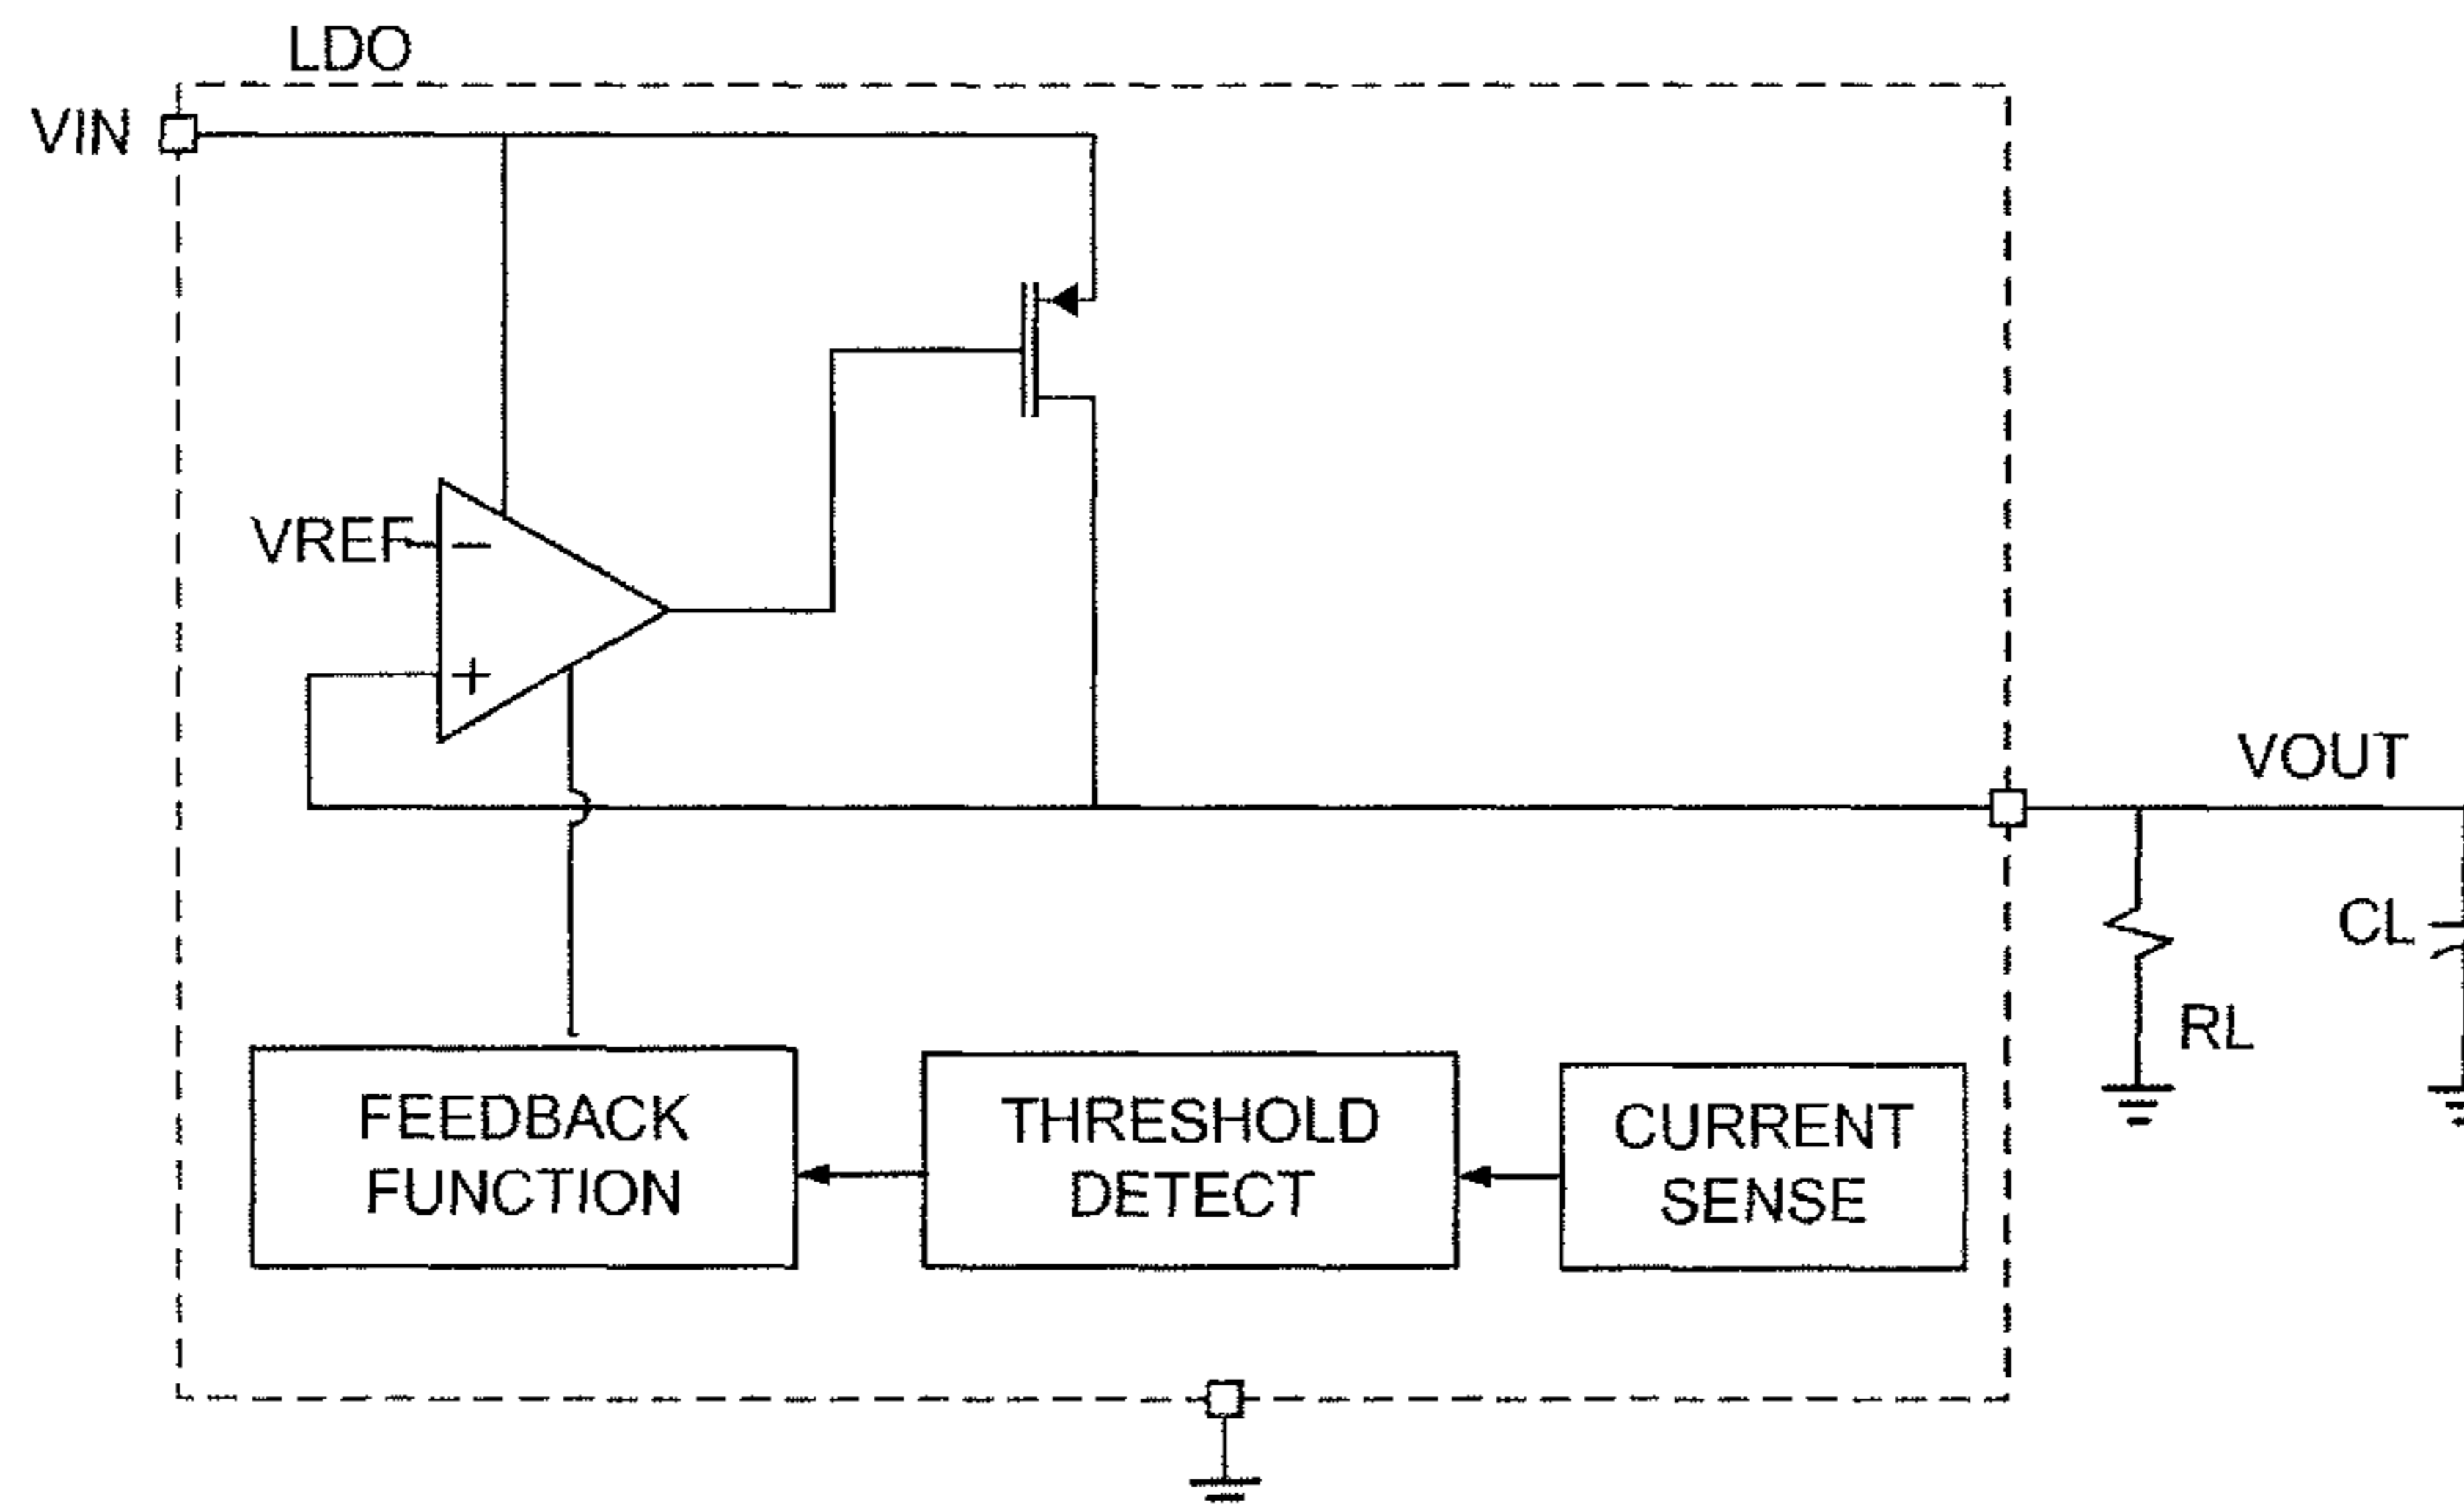 LDO
VIN
VREF
−
+
VOUT
CL
RL
FEEDBACK
FUNCTION
THRESHOLD
DETECT
CURRENT
SENSE